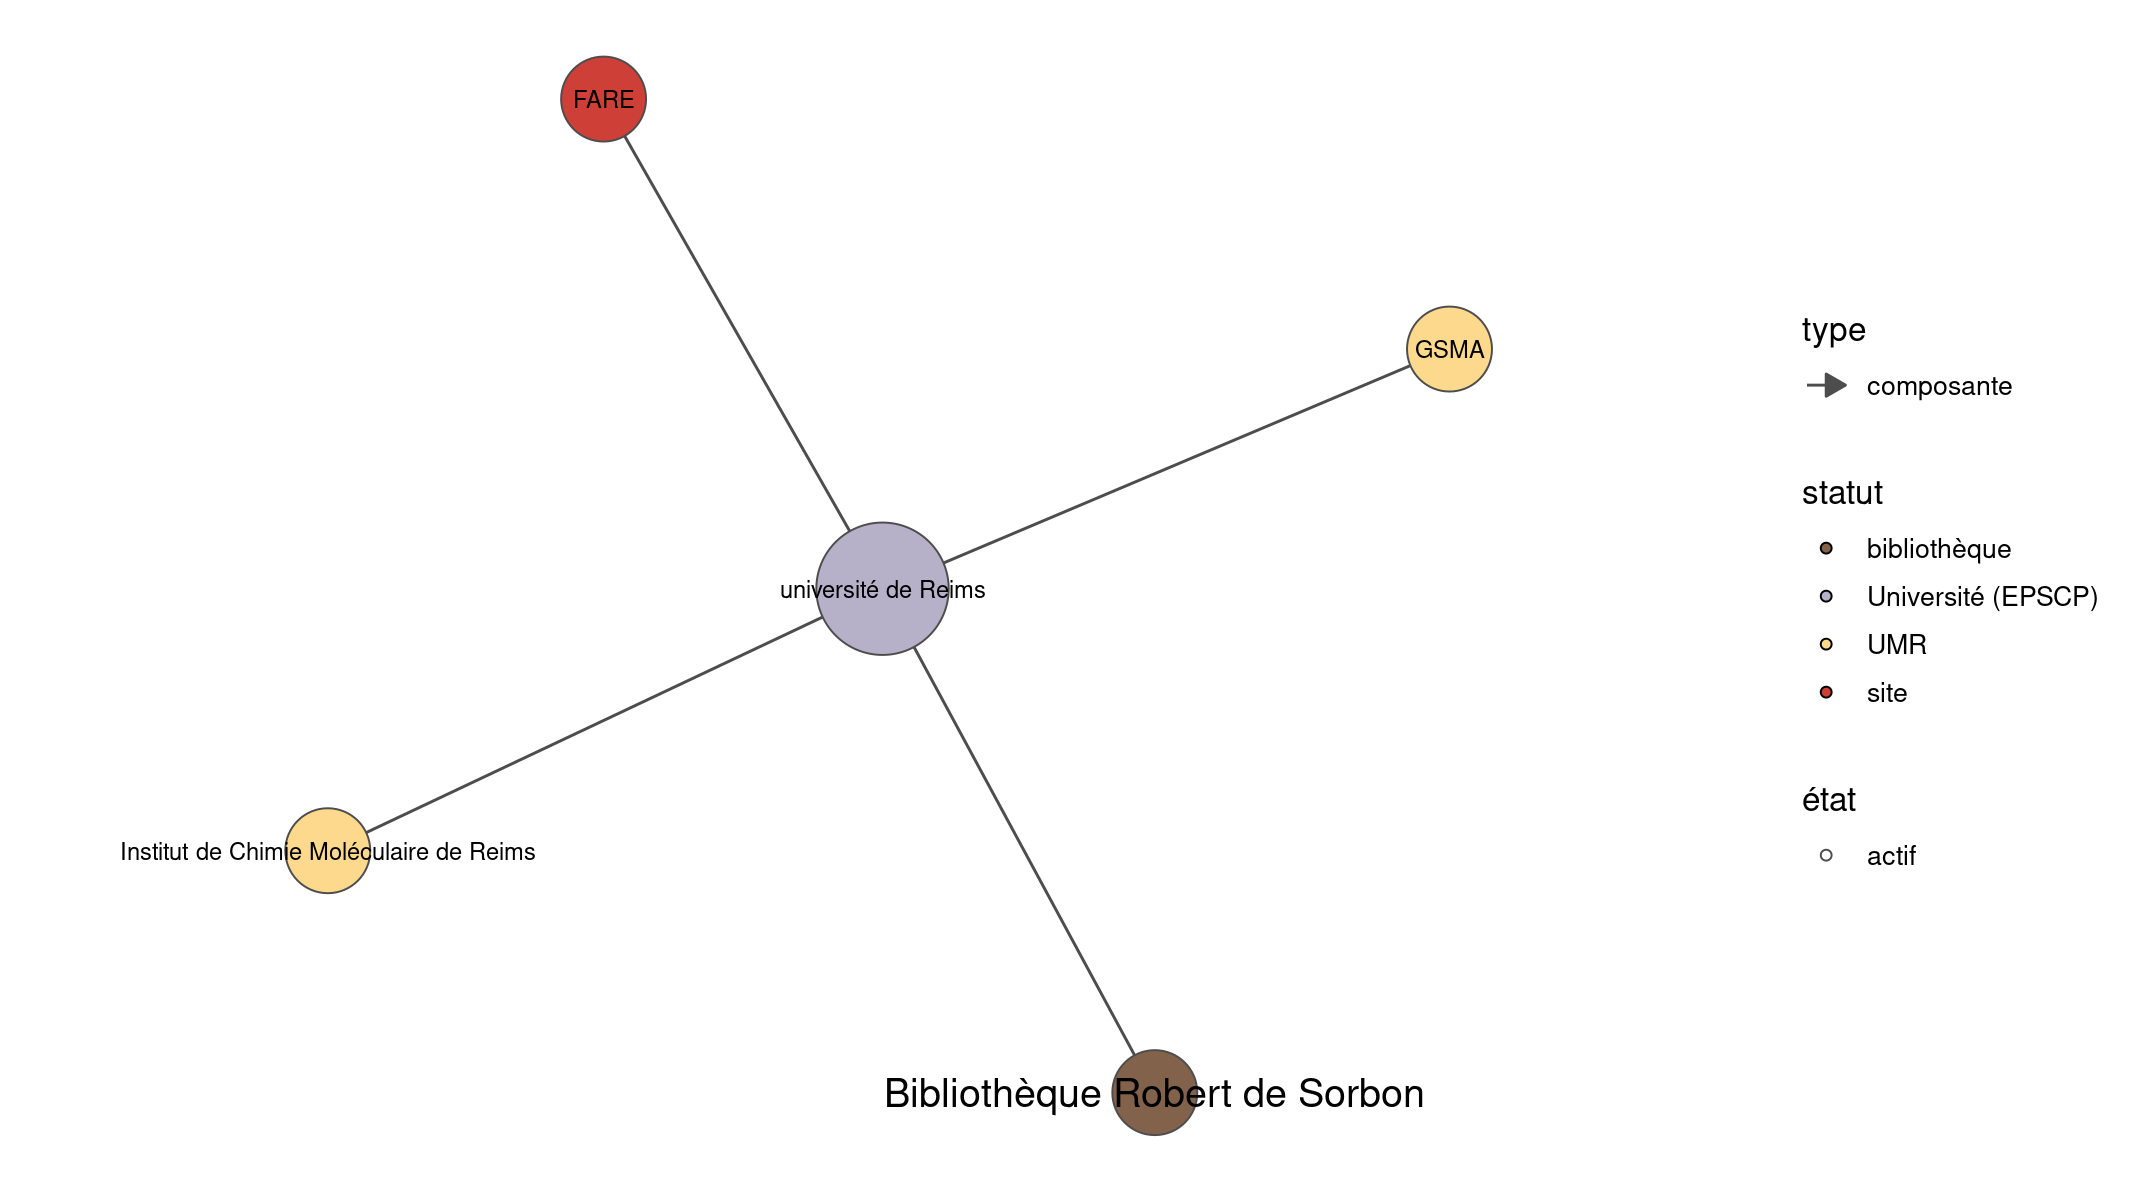 FARE
GSMA
université de Reims
Institut de Chimie Moléculaire de Reims
Bibliothèque Robert de Sorbon
type
composante
statut
bibliothèque
Université (EPSCP)
UMR
site
état
actif